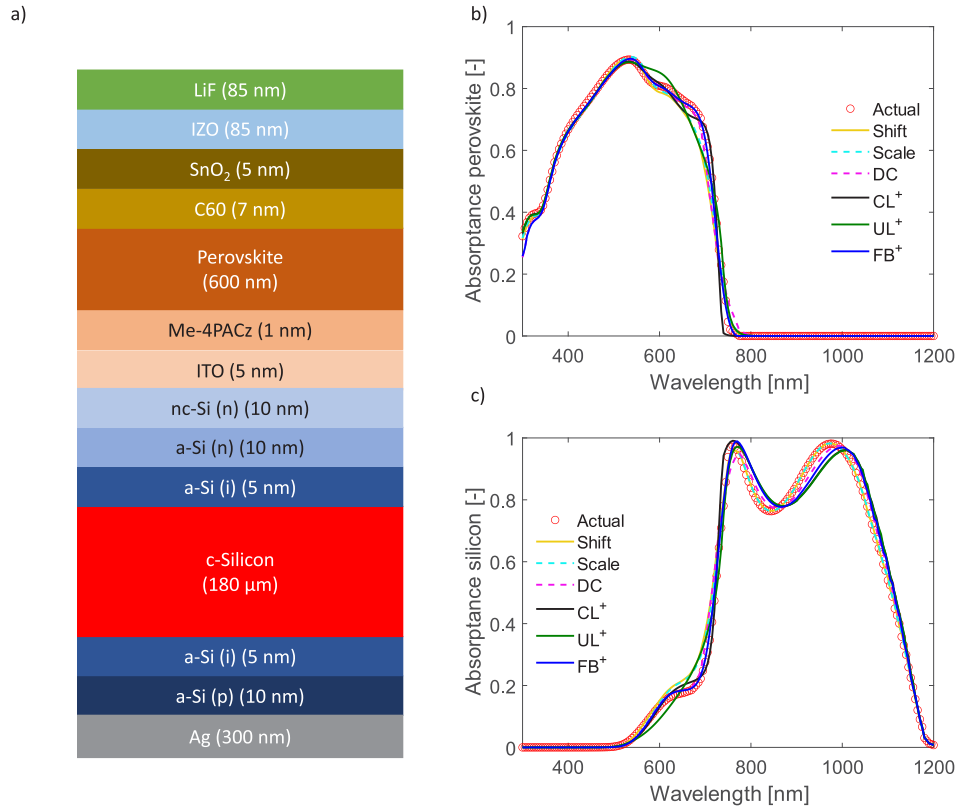 a)
LiF (85 nm)
IZO (85 nm)
SnO₂ (5 nm)
C60 (7 nm)
Perovskite
(600 nm)
Me-4PACz (1 nm)
ITO (5 nm)
nc-Si (n) (10 nm)
a-Si (n) (10 nm)
a-Si (i) (5 nm)
c-Silicon
(180 μm)
a-Si (i) (5 nm)
a-Si (p) (10 nm)
Ag (300 nm)
b)
Absorptance perovskite [-]
1
0.8
0.6
0.4
0.2
0
400
600
800
1000
1200
Wavelength [nm]
Actual
Shift
Scale
DC
CL⁺
UL⁺
FB⁺
c)
Absorptance silicon [-]
1
0.8
0.6
0.4
0.2
0
400
600
800
1000
1200
Wavelength [nm]
Actual
Shift
Scale
DC
CL⁺
UL⁺
FB⁺